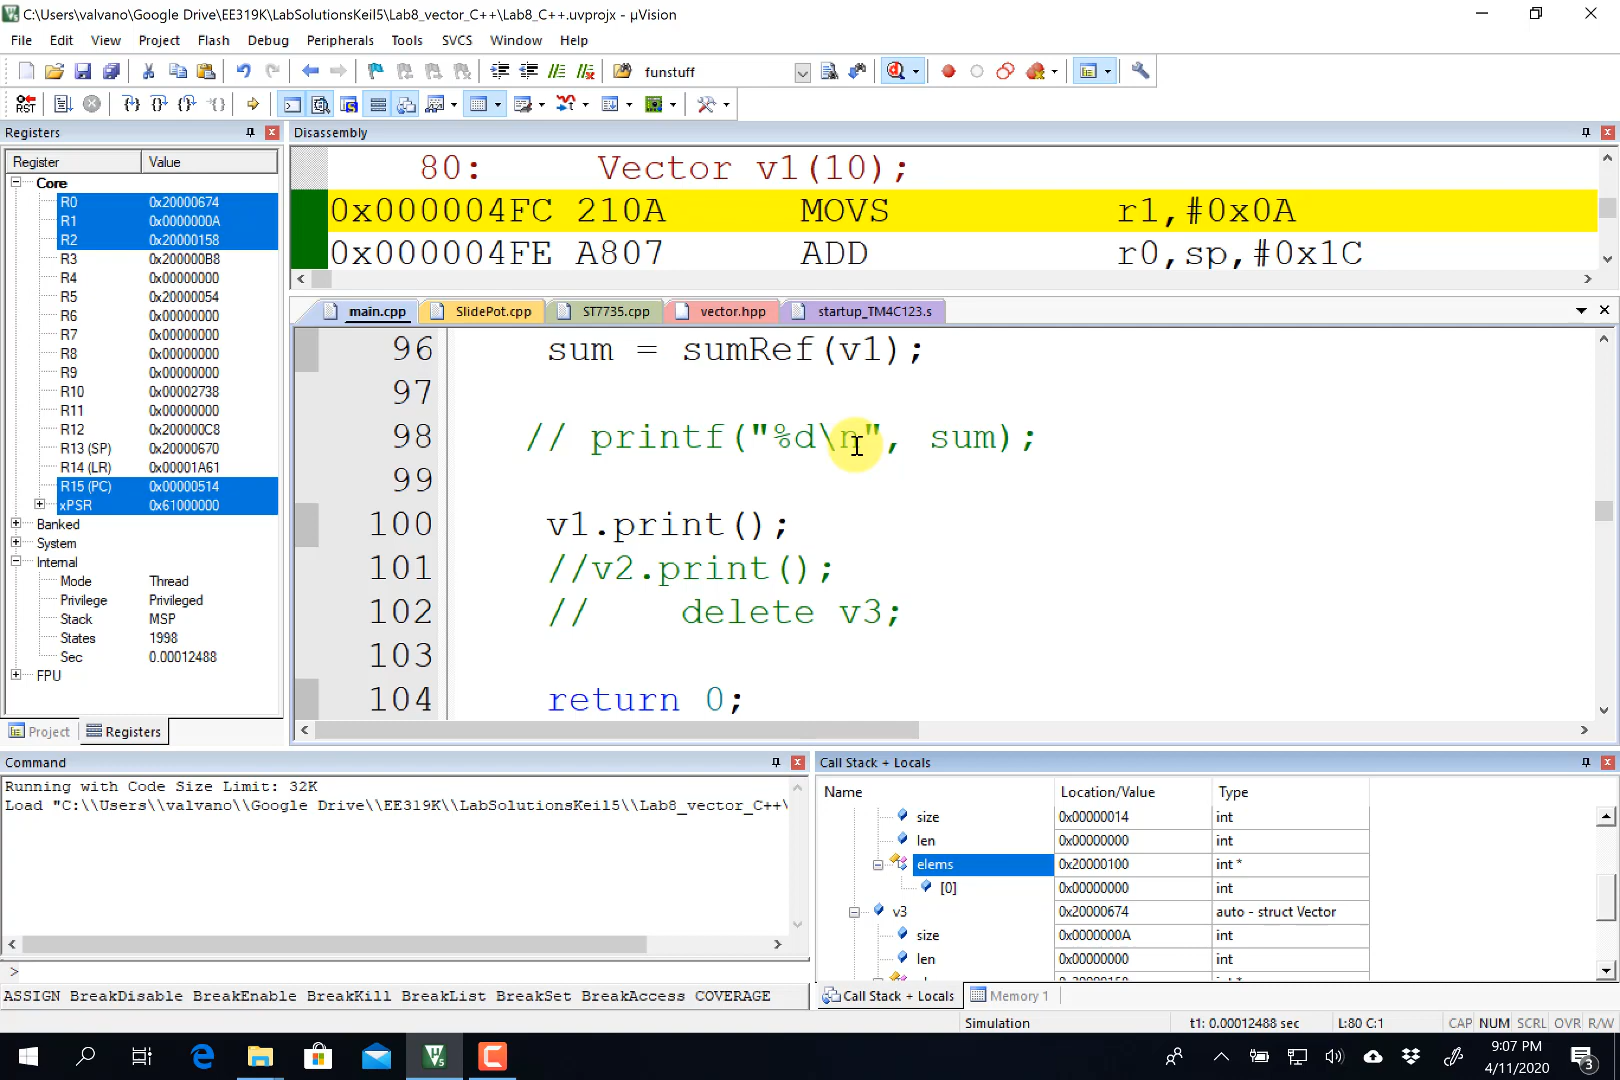 C:\Users\valvano\Google Drive\EE319K\LabSolutionsKeil5\Lab8_vector_C++\Lab8_C++.uvprojx - µVision
File Edit View Project Flash Debug Peripherals Tools SVCS Window Help
funstuff
RST
Registers
Register Value
Core
R0 0x20000674
R1 0x0000000A
R2 0x20000158
R3 0x200000B8
R4 0x00000000
R5 0x20000054
R6 0x00000000
R7 0x00000000
R8 0x00000000
R9 0x00000000
R10 0x00002738
R11 0x00000000
R12 0x200000C8
R13 (SP) 0x20000670
R14 (LR) 0x00001A61
R15 (PC) 0x00000514
xPSR 0x61000000
Banked
System
Internal
Mode Thread
Privilege Privileged
Stack MSP
States 1998
Sec 0.00012488
FPU
Project Registers
Disassembly
80: Vector v1(10);
0x000004FC 210A MOVS r1,#0x0A
0x000004FE A807 ADD r0,sp,#0x1C
main.cpp SlidePot.cpp ST7735.cpp vector.hpp startup_TM4C123.s
96 sum = sumRef(v1);
97
98 // printf("%d\n", sum);
99
100 v1.print();
101 //v2.print();
102 // delete v3;
103
104 return 0;
Command
Running with Code Size Limit: 32K
Load "C:\\Users\\valvano\\Google Drive\\EE319K\\LabSolutionsKeil5\\Lab8_vector_C++\
>
ASSIGN BreakDisable BreakEnable BreakKill BreakList BreakSet BreakAccess COVERAGE
Call Stack + Locals
Name Location/Value Type
size 0x00000014 int
len 0x00000000 int
elems 0x20000100 int *
[0] 0x00000000 int
v3 0x20000674 auto - struct Vector
size 0x0000000A int
len 0x00000000 int
Call Stack + Locals Memory 1
Simulation t1: 0.00012488 sec L:80 C:1 CAP NUM SCRL OVR R/W
9:07 PM
4/11/2020
3